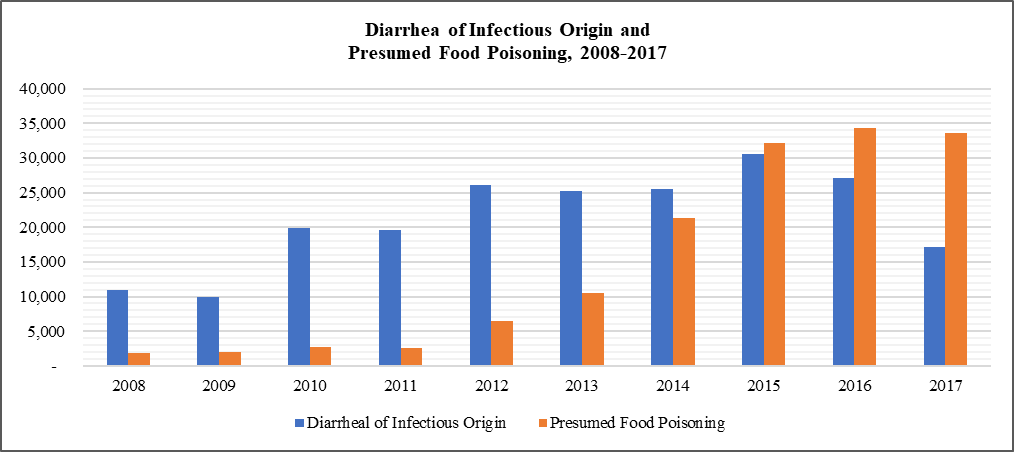 Diarrhea of Infectious Origin and
Presumed Food Poisoning, 2008-2017
40,000
35,000
30,000
25,000
20,000
15,000
10,000
5,000
-
2008 2009 2010 2011 2012 2013 2014 2015 2016 2017
Diarrheal of Infectious Origin Presumed Food Poisoning